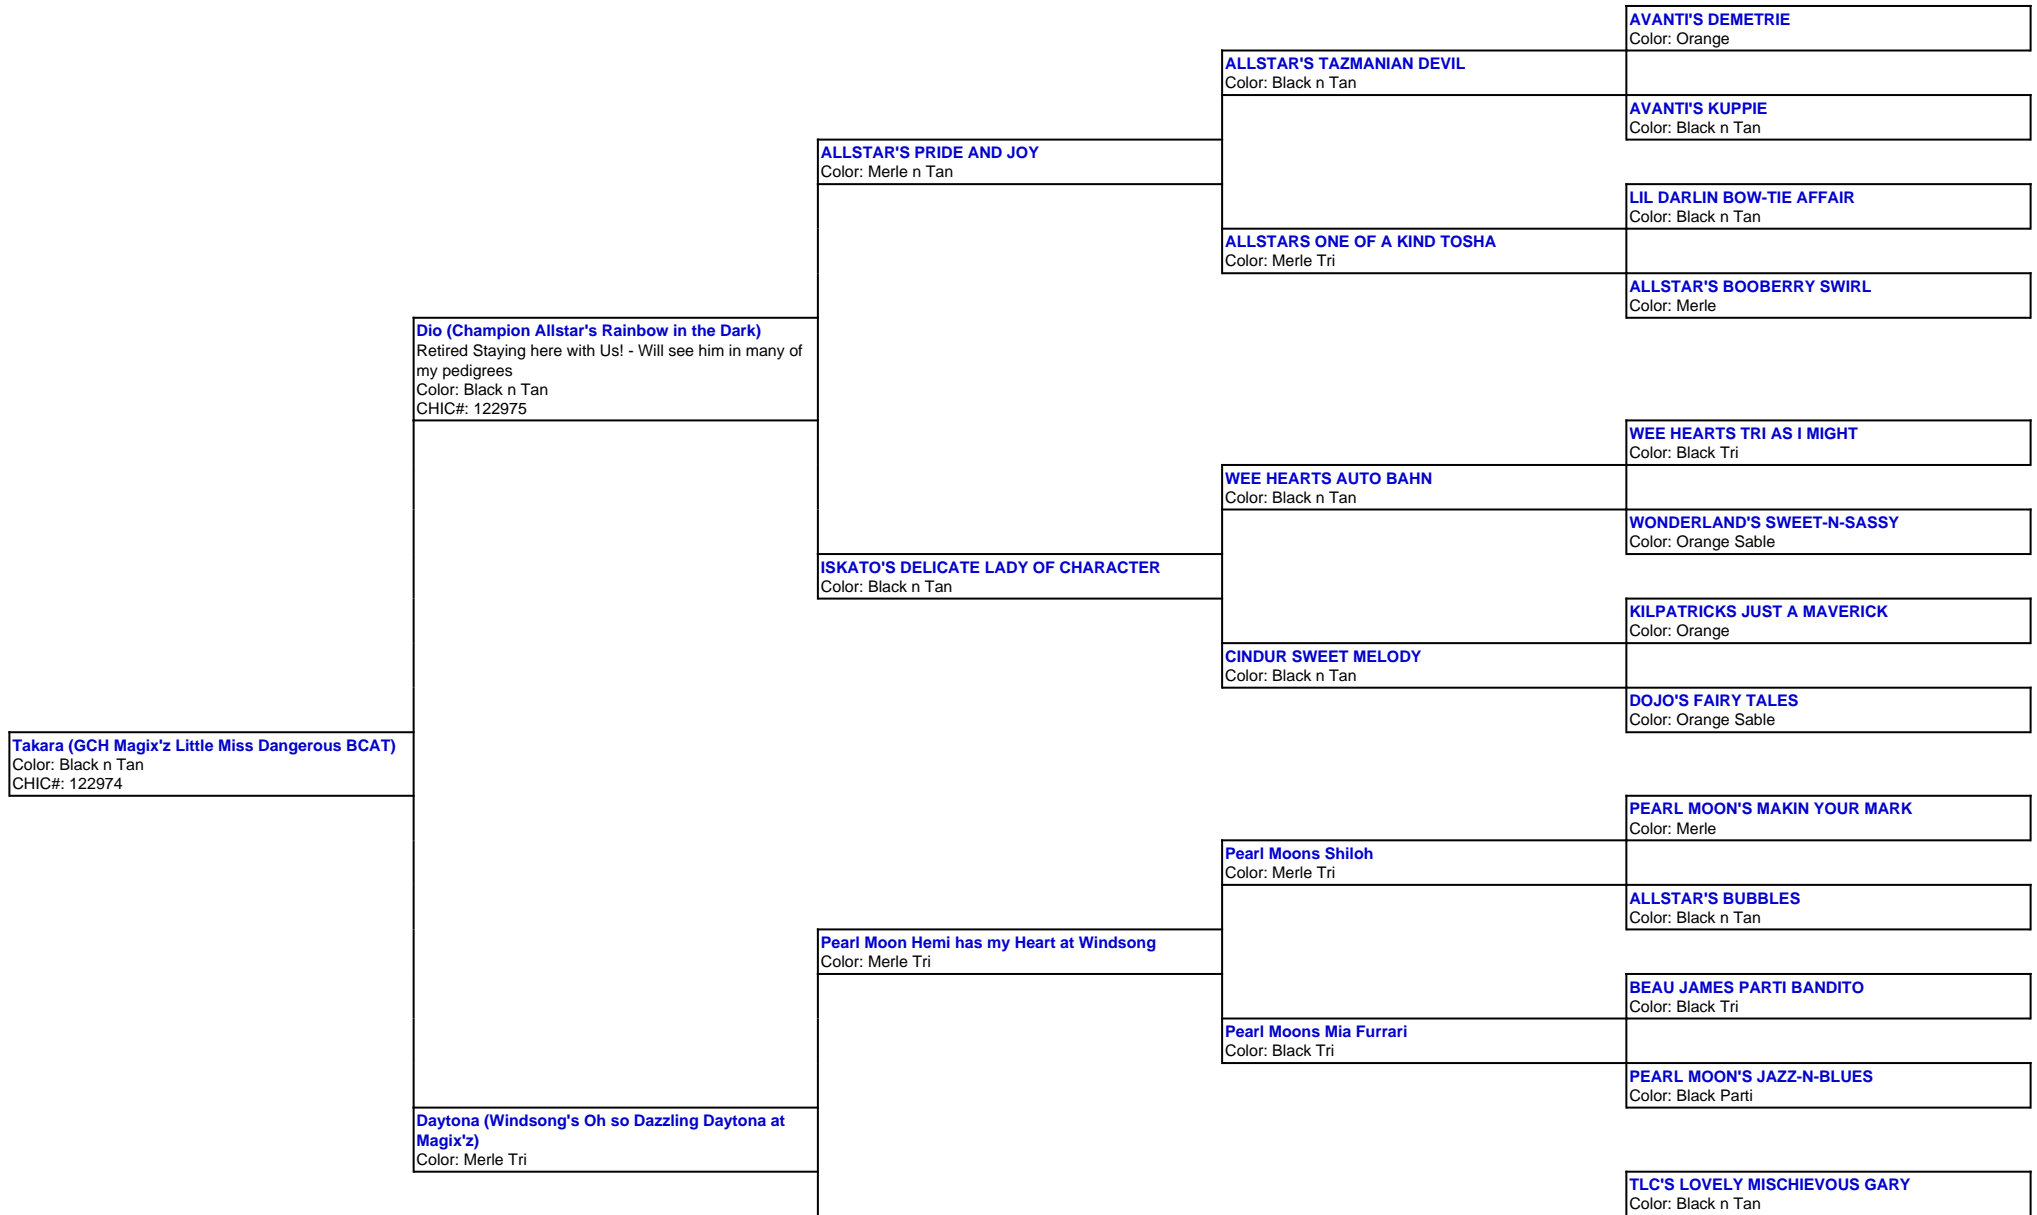 AVANTI'S DEMETRIE
Color: Orange
ALLSTAR'S TAZMANIAN DEVIL
Color: Black n Tan
AVANTI'S KUPPIE
Color: Black n Tan
ALLSTAR'S PRIDE AND JOY
Color: Merle n Tan
LIL DARLIN BOW-TIE AFFAIR
Color: Black n Tan
ALLSTARS ONE OF A KIND TOSHA
Color: Merle Tri
ALLSTAR'S BOOBERRY SWIRL
Color: Merle
Dio (Champion Allstar's Rainbow in the Dark)
Retired Staying here with Us! - Will see him in many of
my pedigrees
Color: Black n Tan
CHIC#: 122975
WEE HEARTS TRI AS I MIGHT
Color: Black Tri
WEE HEARTS AUTO BAHN
Color: Black n Tan
WONDERLAND'S SWEET-N-SASSY
Color: Orange Sable
ISKATO'S DELICATE LADY OF CHARACTER
Color: Black n Tan
KILPATRICKS JUST A MAVERICK
Color: Orange
CINDUR SWEET MELODY
Color: Black n Tan
DOJO'S FAIRY TALES
Color: Orange Sable
Takara (GCH Magix'z Little Miss Dangerous BCAT)
Color: Black n Tan
CHIC#: 122974
PEARL MOON'S MAKIN YOUR MARK
Color: Merle
Pearl Moons Shiloh
Color: Merle Tri
ALLSTAR'S BUBBLES
Color: Black n Tan
Pearl Moon Hemi has my Heart at Windsong
Color: Merle Tri
BEAU JAMES PARTI BANDITO
Color: Black Tri
Pearl Moons Mia Furrari
Color: Black Tri
PEARL MOON'S JAZZ-N-BLUES
Color: Black Parti
Daytona (Windsong's Oh so Dazzling Daytona at
Magix'z)
Color: Merle Tri
TLC'S LOVELY MISCHIEVOUS GARY
Color: Black n Tan